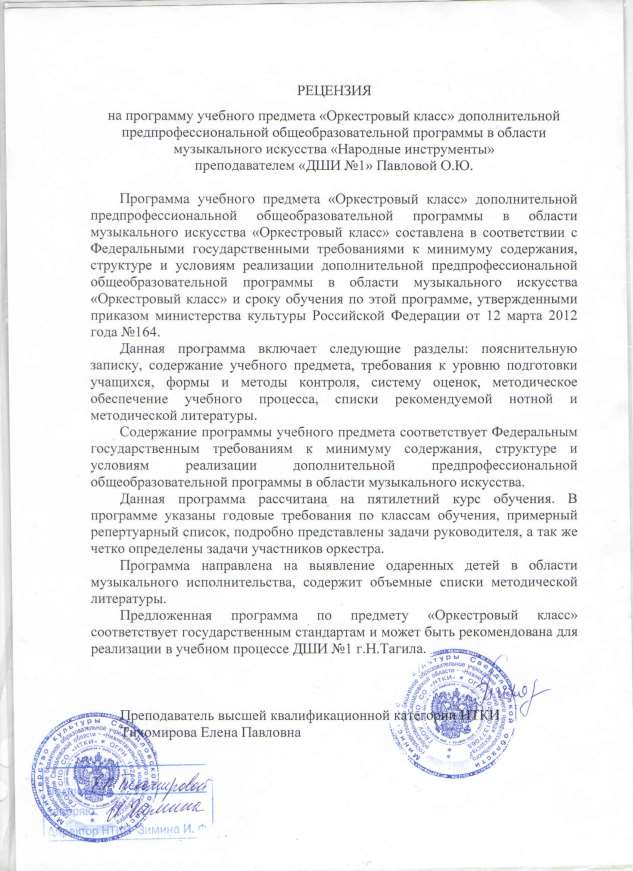 РЕЦЕНЗИЯ
на программу учебного предмета «Оркестровый класс» дополнительной
предпрофессиональной общеобразовательной программы в области
музыкального искусства «Народные инструменты»
преподавателем «ДШИ №1» Павловой О.Ю.
Программа учебного предмета «Оркестровый класс» дополнительной
предпрофессиональной общеобразовательной программы в области
музыкального искусства «Оркестровый класс» составлена в соответствии с
Федеральными государственными требованиями к минимуму содержания,
структуре и условиям реализации дополнительной предпрофессиональной
общеобразовательной программы в области музыкального искусства
«Оркестровый класс» и сроку обучения по этой программе, утвержденными
приказом министерства культуры Российской Федерации от 12 марта 2012
года №164.
Данная программа включает следующие разделы: пояснительную
записку, содержание учебного предмета, требования к уровню подготовки
учащихся, формы и методы контроля, систему оценок, методическое
обеспечение учебного процесса, списки рекомендуемой нотной и
методической литературы.
Содержание программы учебного предмета соответствует Федеральным
государственным требованиям к минимуму содержания, структуре и
условиям реализации дополнительной предпрофессиональной
общеобразовательной программы в области музыкального искусства.
Данная программа рассчитана на пятилетний курс обучения. В
программе указаны годовые требования по классам обучения, примерный
репертуарный список, подробно представлены задачи руководителя, а так же
четко определены задачи участников оркестра.
Программа направлена на выявление одаренных детей в области
музыкального исполнительства, содержит объемные списки методической
литературы.
Предложенная программа по предмету «Оркестровый класс»
соответствует государственным стандартам и может быть рекомендована для
реализации в учебном процессе ДШИ №1 г.Н.Тагила.
Преподаватель высшей квалификационной категории НТКИ
Тихомирова Елена Павловна
Директор НТКИ Зимина И. Ф